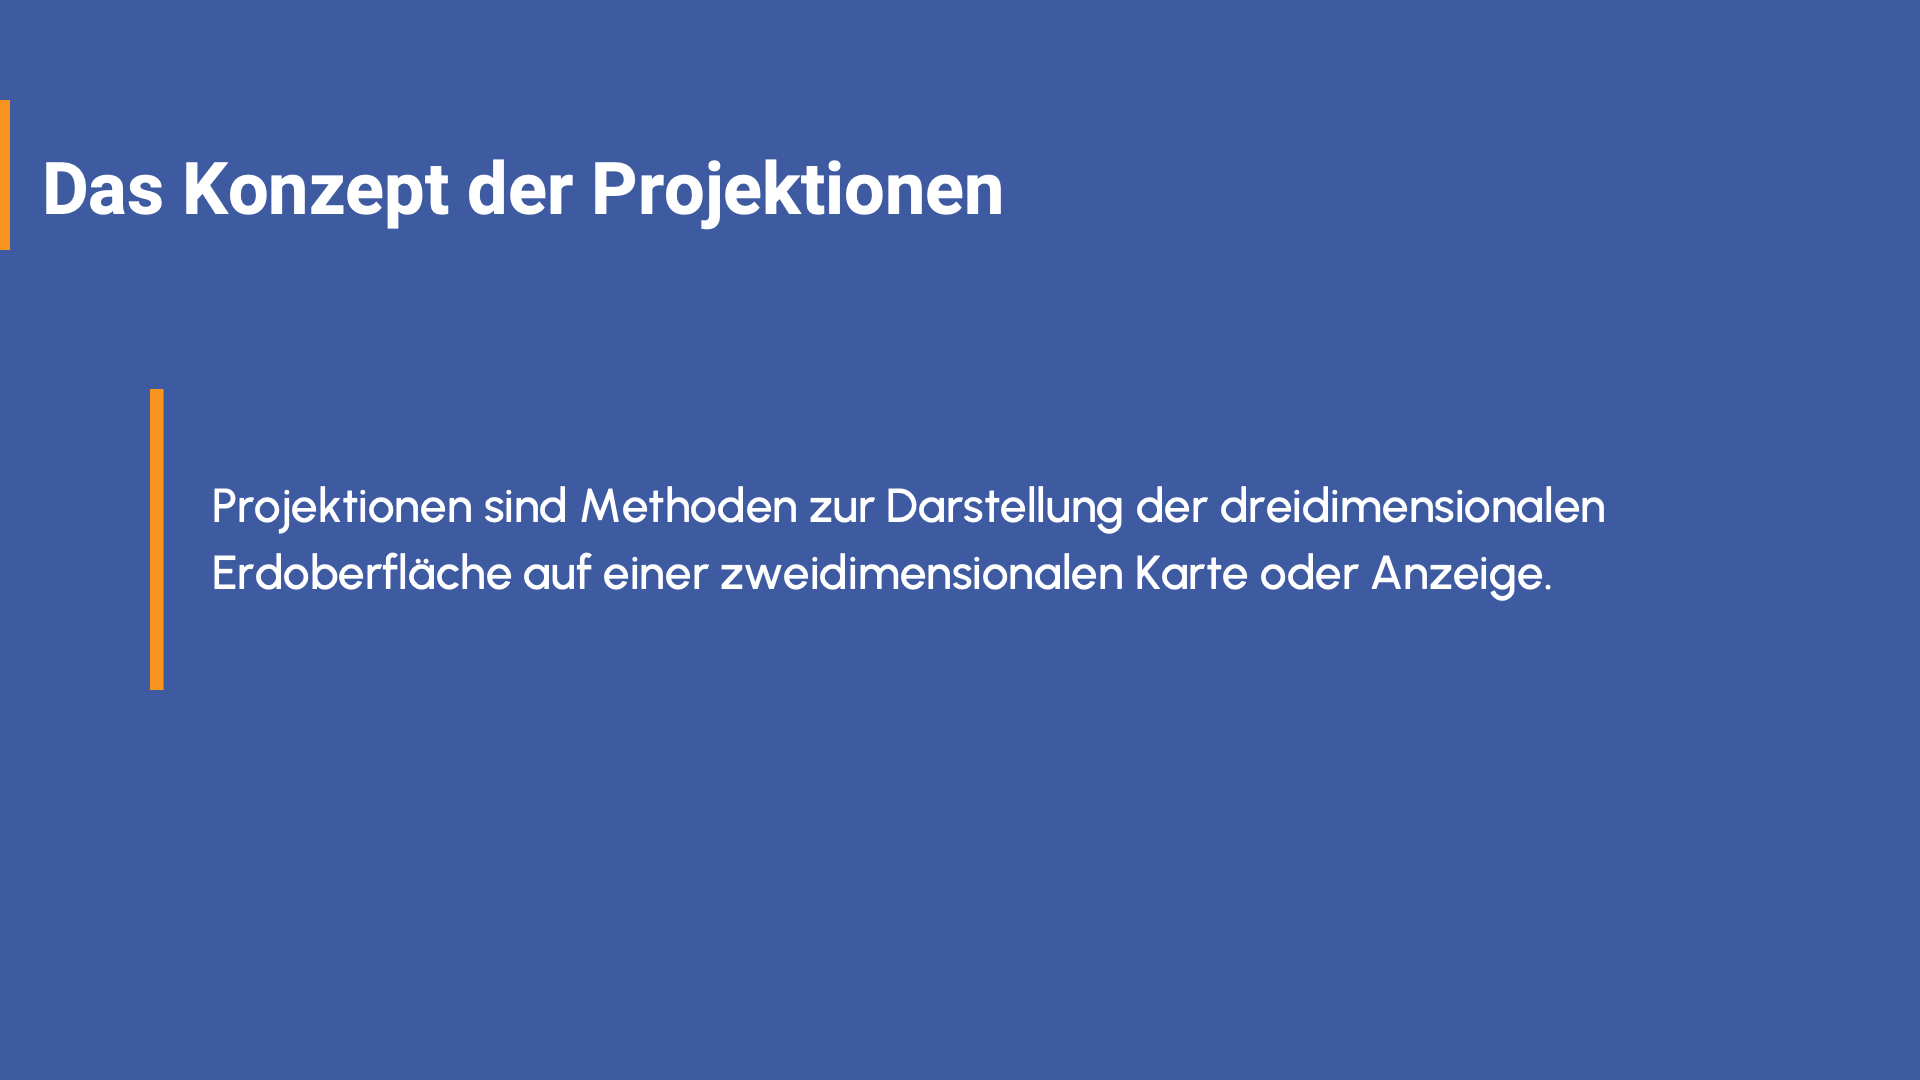 Das Konzept der Projektionen
Projektionen sind Methoden zur Darstellung der dreidimensionalen
Erdoberfläche auf einer zweidimensionalen Karte oder Anzeige.